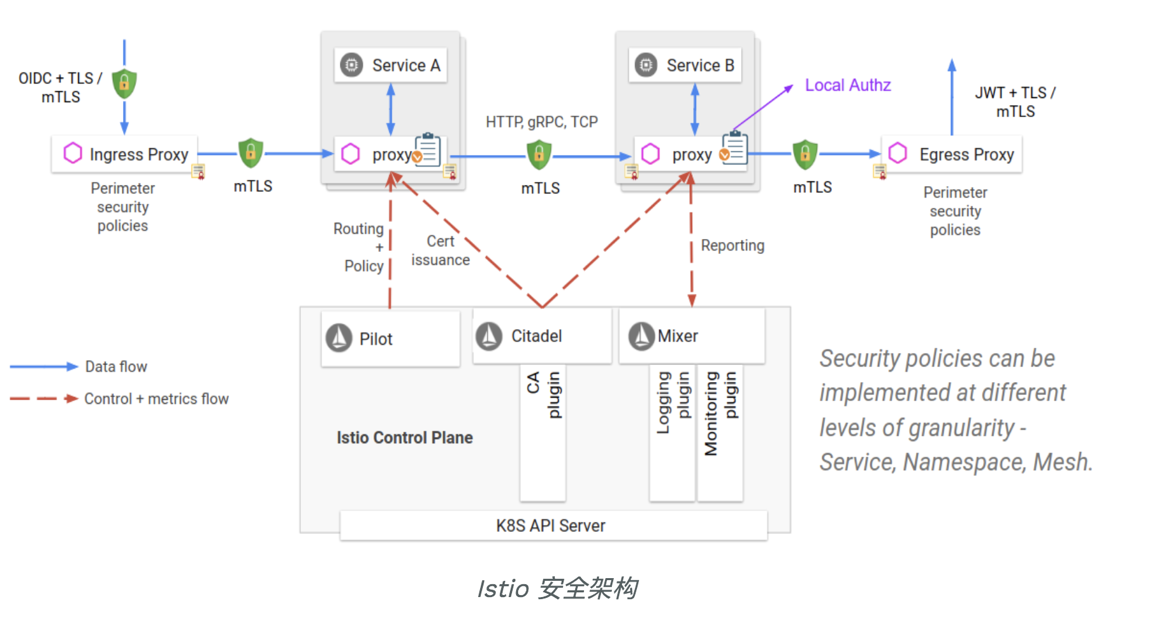 OIDC + TLS /
mTLS
Ingress Proxy
Perimeter
security
policies
mTLS
Service A
proxy
HTTP, gRPC, TCP
mTLS
Service B
proxy
Local Authz
mTLS
JWT + TLS /
mTLS
Egress Proxy
Perimeter
security
policies
Routing
+
Policy
Cert
issuance
Reporting
Pilot
Citadel
Mixer
CA
plugin
Logging
plugin
Monitoring
plugin
Istio Control Plane
K8S API Server
Data flow
Control + metrics flow
Security policies can be
implemented at different
levels of granularity -
Service, Namespace, Mesh.
Istio 安全架构